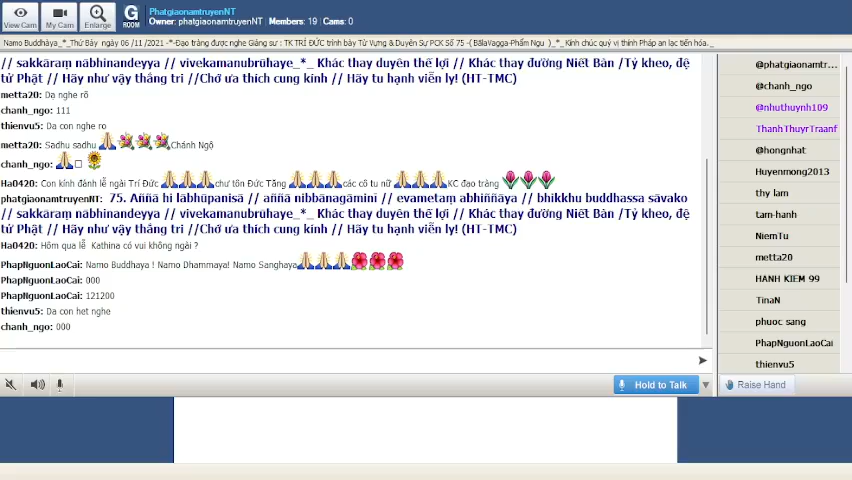 PhatgiaonamtruyenNT
Owner: phatgiaonamtruyenNT Members: 19 Cams: 0
View Cam My Cam Enlarge G ROOM
Namo Buddhàya_*_Thứ Bảy ngày 06 /11 /2021 -*-Đạo tràng được nghe Giảng sư : TK TRÍ ĐỨC trình bày Từ Vựng & Duyên Sự PCK Số 75 -( BālaVagga-Phẩm Ngu )_*_ Kính chúc quý vị thính Pháp an lạc tiến hóa._
// sakkāraṃ nābhinandeyya // vivekamanubrūhaye_*_ Khác thay duyên thế lợi // Khác thay đường Niết Bàn /Tỷ kheo, đệ
tử Phật // Hãy như vậy thắng tri //Chớ ưa thích cung kính // Hãy tu hạnh viễn ly! (HT-TMC)
metta20: Dạ nghe rõ
chanh_ngo: 111
thienvu5: Da con nghe ro
metta20: Sadhu sadhu Chánh Ngộ
chanh_ngo:
Ha0420: Con kính đảnh lễ ngài Trí Đức chư tôn Đức Tăng các cô tu nữ KC đạo tràng
phatgiaonamtruyenNT: 75. Aññā hi lābhūpanisā // aññā nibbānagāminī // evametaṃ abhiññāya // bhikkhu buddhassa sāvako
// sakkāraṃ nābhinandeyya // vivekamanubrūhaye_*_ Khác thay duyên thế lợi // Khác thay đường Niết Bàn /Tỷ kheo, đệ
tử Phật // Hãy như vậy thắng tri //Chớ ưa thích cung kính // Hãy tu hạnh viễn ly! (HT-TMC)
Ha0420: Hôm qua lễ Kathina có vui không ngài ?
PhapNguonLaoCai: Namo Buddhaya ! Namo Dhammaya! Namo Sanghaya
PhapNguonLaoCai: 000
PhapNguonLaoCai: 121200
thienvu5: Da con het nghe
chanh_ngo: 000
Hold to Talk
@phatgiaonamtr...
@chanh_ngo
@nhuthuynh109
ThanhThuyrTraanf
@hongnhat
Huyenmong2013
thy lam
tam-hanh
NiemTu
metta20
HẠNH KIEM 99
TinaN
phuoc sang
PhapNguonLaoCai
thienvu5
Raise Hand